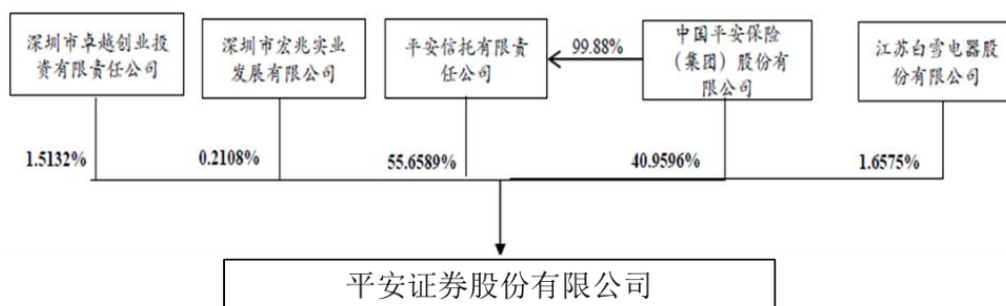 深圳市卓越创业投
资有限责任公司
深圳市宏兆实业
发展有限公司
平安信托有限责
任公司
99.88%
中国平安保险
（集团）股份有
限公司
江苏白雪电器股
份有限公司
1.5132%
0.2108%
55.6589%
40.9596%
1.6575%
平安证券股份有限公司